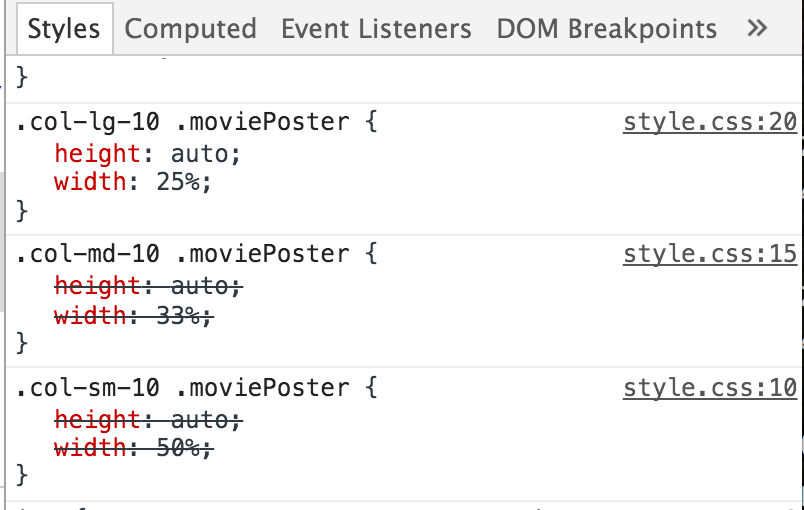 Styles Computed Event Listeners DOM Breakpoints »
}
.col-lg-10 .moviePoster { style.css:20
height: auto;
width: 25%;
}
.col-md-10 .moviePoster { style.css:15
height: auto;
width: 33%;
}
.col-sm-10 .moviePoster { style.css:10
height: auto;
width: 50%;
}